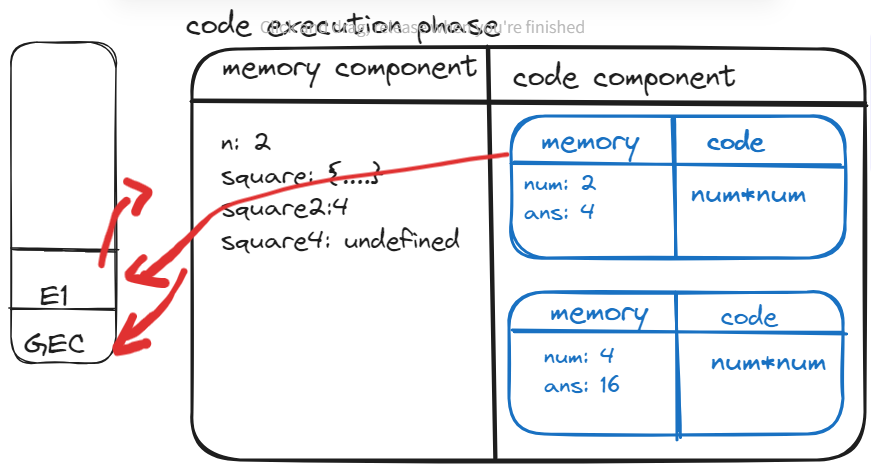 code execution phase
Click and drag, release when you're finished
memory component
code component
n: 2
square: {....}
square2:4
square4: undefined
memory
code
num: 2
ans: 4
num*num
memory
code
num: 4
ans: 16
num*num
E1
GEC